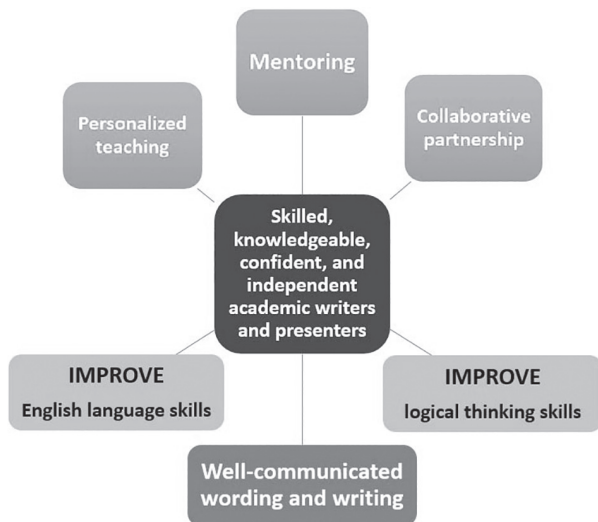 Mentoring
Personalized
teaching
Collaborative
partnership
Skilled,
knowledgeable,
confident, and
independent
academic writers
and presenters
IMPROVE
English language skills
IMPROVE
logical thinking skills
Well-communicated
wording and writing